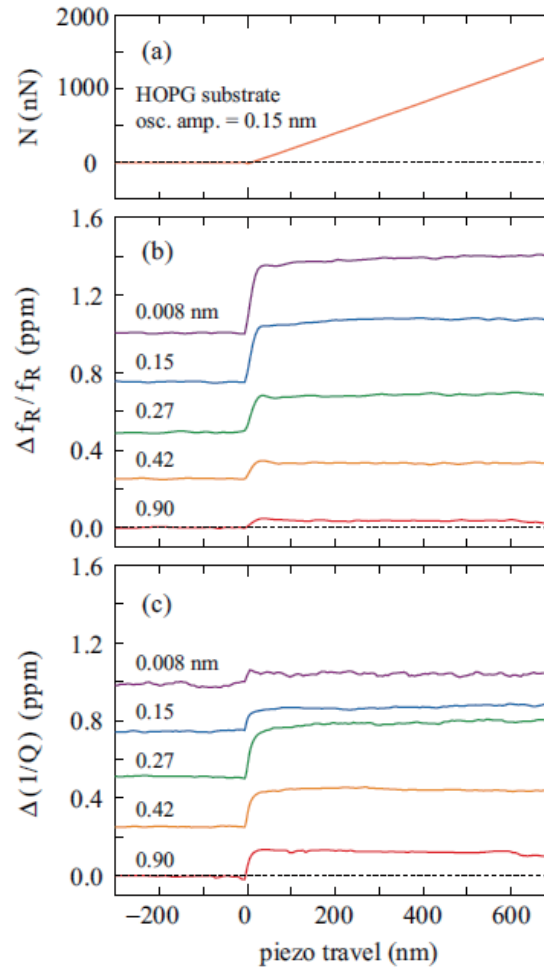 2000
1000
0
N (nN)
(a)
HOPG substrate
osc. amp. = 0.15 nm
1.6
1.2
0.8
0.4
0.0
Δf_R/f_R (ppm)
(b)
0.008 nm
0.15
0.27
0.42
0.90
1.6
1.2
0.8
0.4
0.0
Δ(1/Q) (ppm)
(c)
0.008 nm
0.15
0.27
0.42
0.90
−200 0 200 400 600
piezo travel (nm)